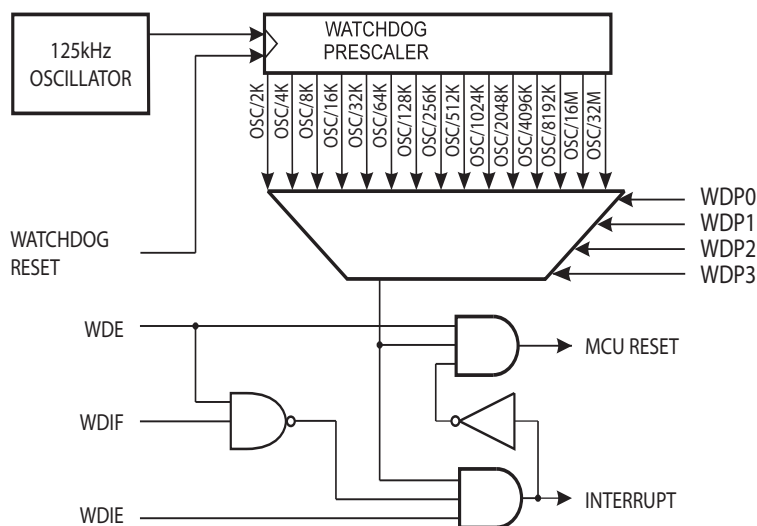 125kHz
OSCILLATOR
WATCHDOG
PRESCALER
OSC/2K
OSC/4K
OSC/8K
OSC/16K
OSC/32K
OSC/64K
OSC/128K
OSC/256K
OSC/512K
OSC/1024K
OSC/2048K
OSC/4096K
OSC/8192K
OSC/16M
OSC/32M
WDP0
WDP1
WDP2
WDP3
WATCHDOG
RESET
WDE
MCU RESET
WDIF
INTERRUPT
WDIE